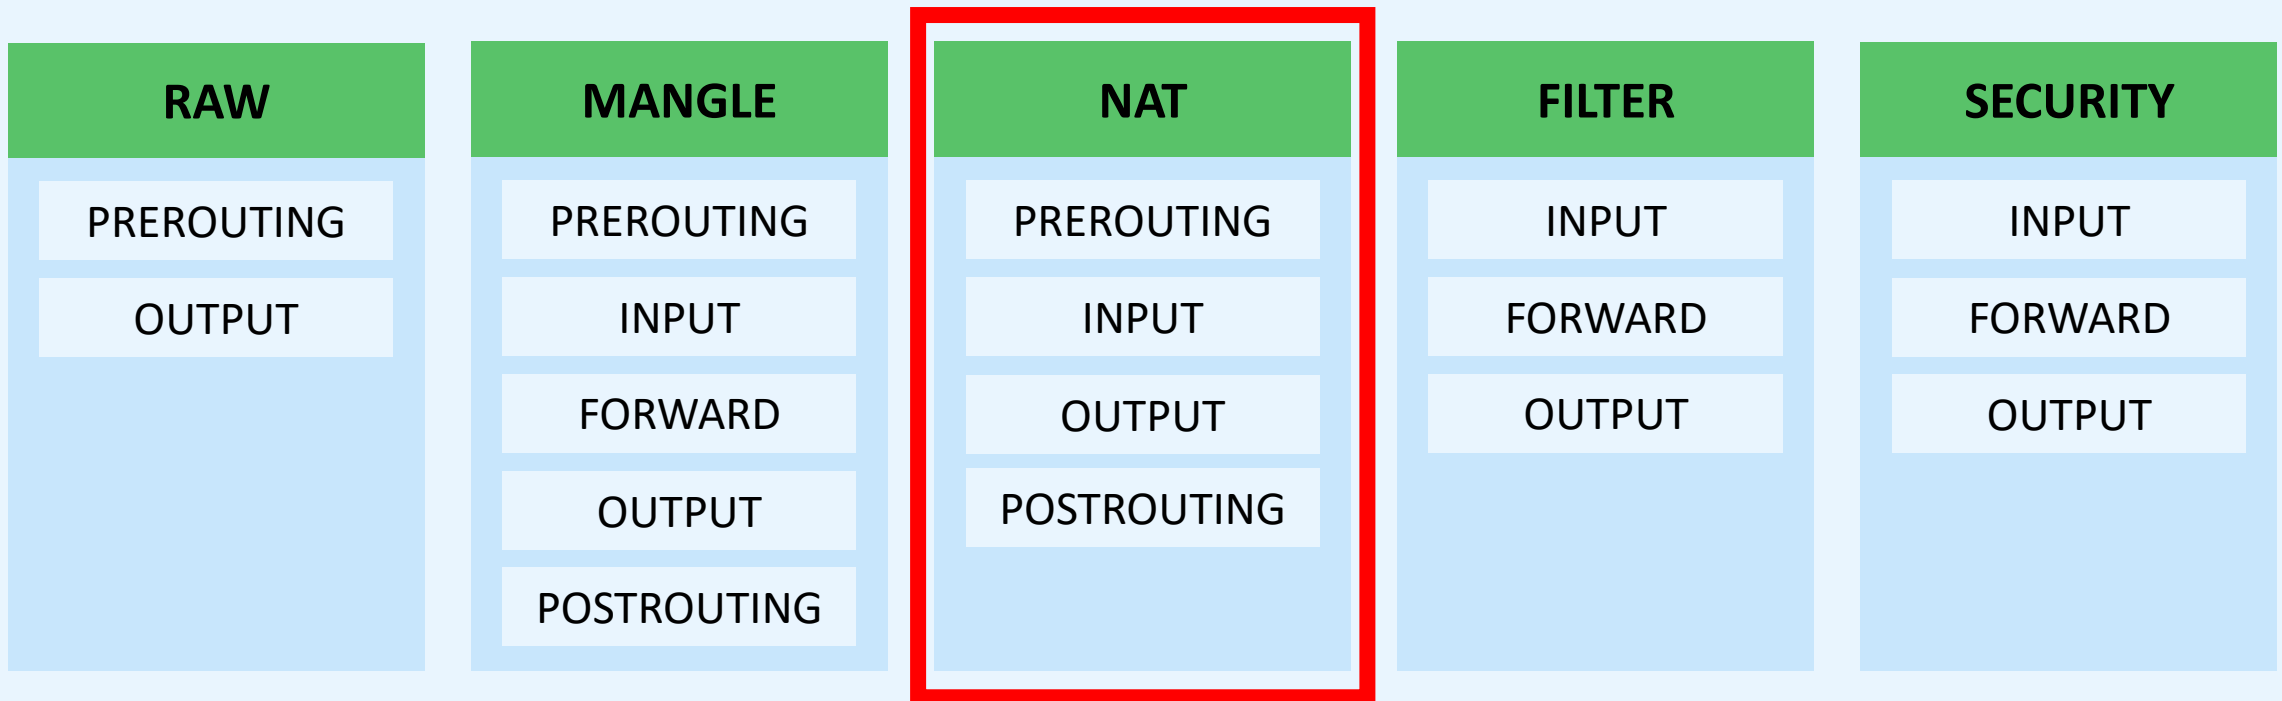 RAW
PREROUTING
OUTPUT
MANGLE
PREROUTING
INPUT
FORWARD
OUTPUT
POSTROUTING
NAT
PREROUTING
INPUT
OUTPUT
POSTROUTING
FILTER
INPUT
FORWARD
OUTPUT
SECURITY
INPUT
FORWARD
OUTPUT